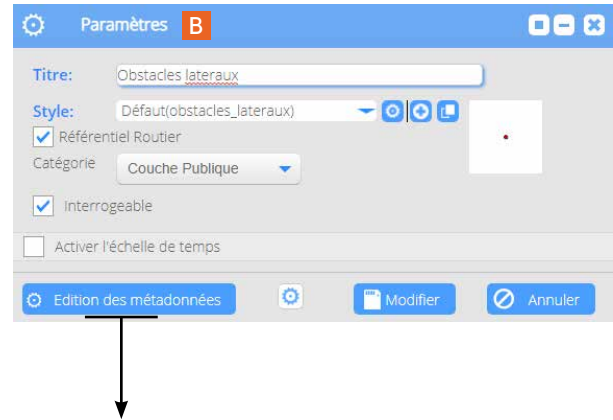 Paramètres B
Titre: Obstacles lateraux
Style: Défaut(obstacles_lateraux)
Référentiel Routier
Catégorie Couche Publique
Interrogeable
Activer l'échelle de temps
Edition des métadonnées Modifier Annuler